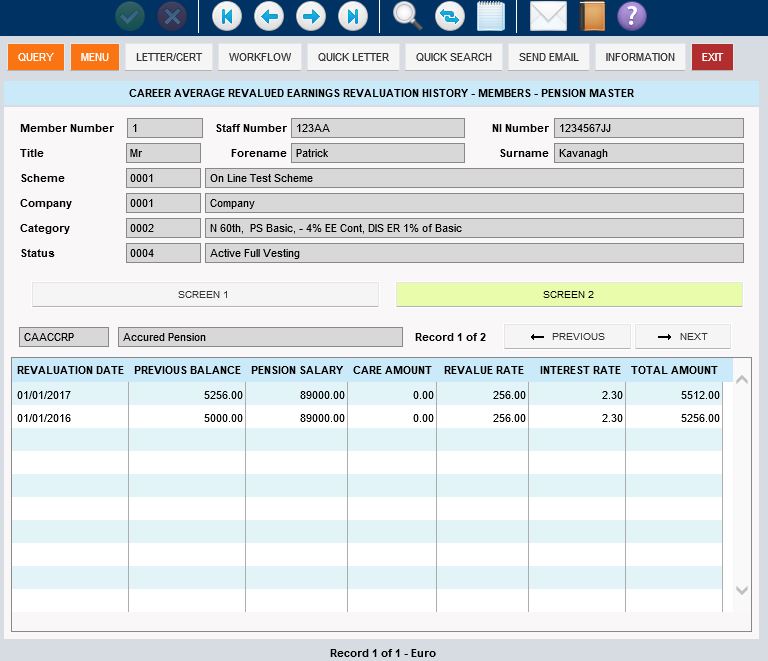 QUERY MENU LETTER/CERT WORKFLOW QUICK LETTER QUICK SEARCH SEND EMAIL INFORMATION EXIT
CAREER AVERAGE REVALUED EARNINGS REVALUATION HISTORY - MEMBERS - PENSION MASTER
Member Number 1 Staff Number 123AA NI Number 1234567JJ
Title Mr Forename Patrick Surname Kavanagh
Scheme 0001 On Line Test Scheme
Company 0001 Company
Category 0002 N 60th, PS Basic, - 4% EE Cont, DIS ER 1% of Basic
Status 0004 Active Full Vesting
SCREEN 1 SCREEN 2
CAACCRP Accured Pension Record 1 of 2 PREVIOUS NEXT
REVALUATION DATE PREVIOUS BALANCE PENSION SALARY CARE AMOUNT REVALUE RATE INTEREST RATE TOTAL AMOUNT
01/01/2017 5256.00 89000.00 0.00 256.00 2.30 5512.00
01/01/2016 5000.00 89000.00 0.00 256.00 2.30 5256.00
Record 1 of 1 - Euro